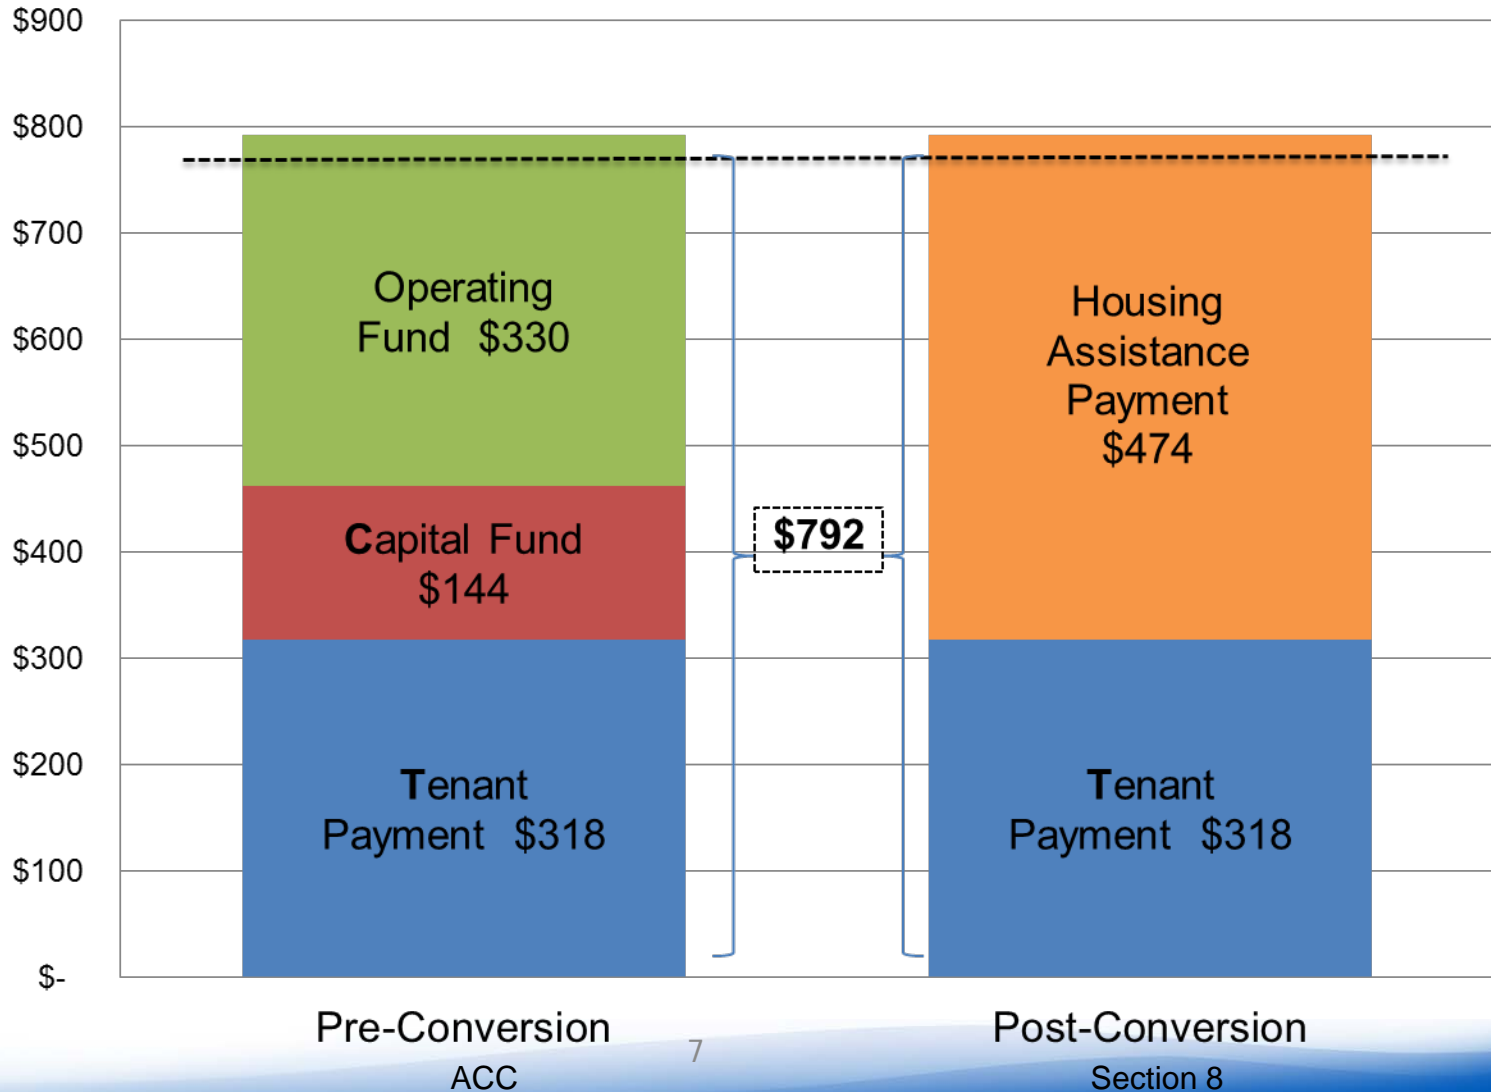 $900
$800
$700
$600
$500
$400
$300
$200
$100
$-
Operating
Fund $330
Capital Fund
$144
Tenant
Payment $318
$792
Housing
Assistance
Payment
$474
Tenant
Payment $318
Pre-Conversion
ACC
7
Post-Conversion
Section 8